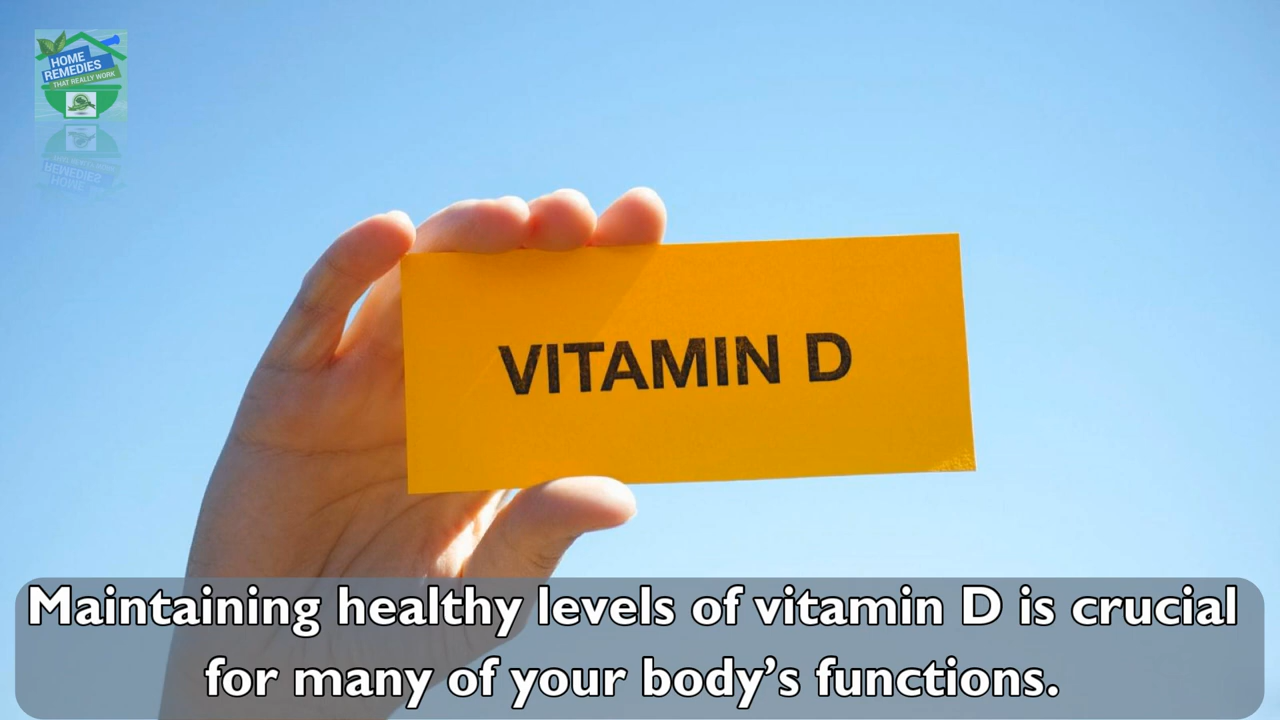 HOME
REMEDIES
THAT REALLY WORK
VITAMIN D
Maintaining healthy levels of vitamin D is crucial
for many of your body’s functions.